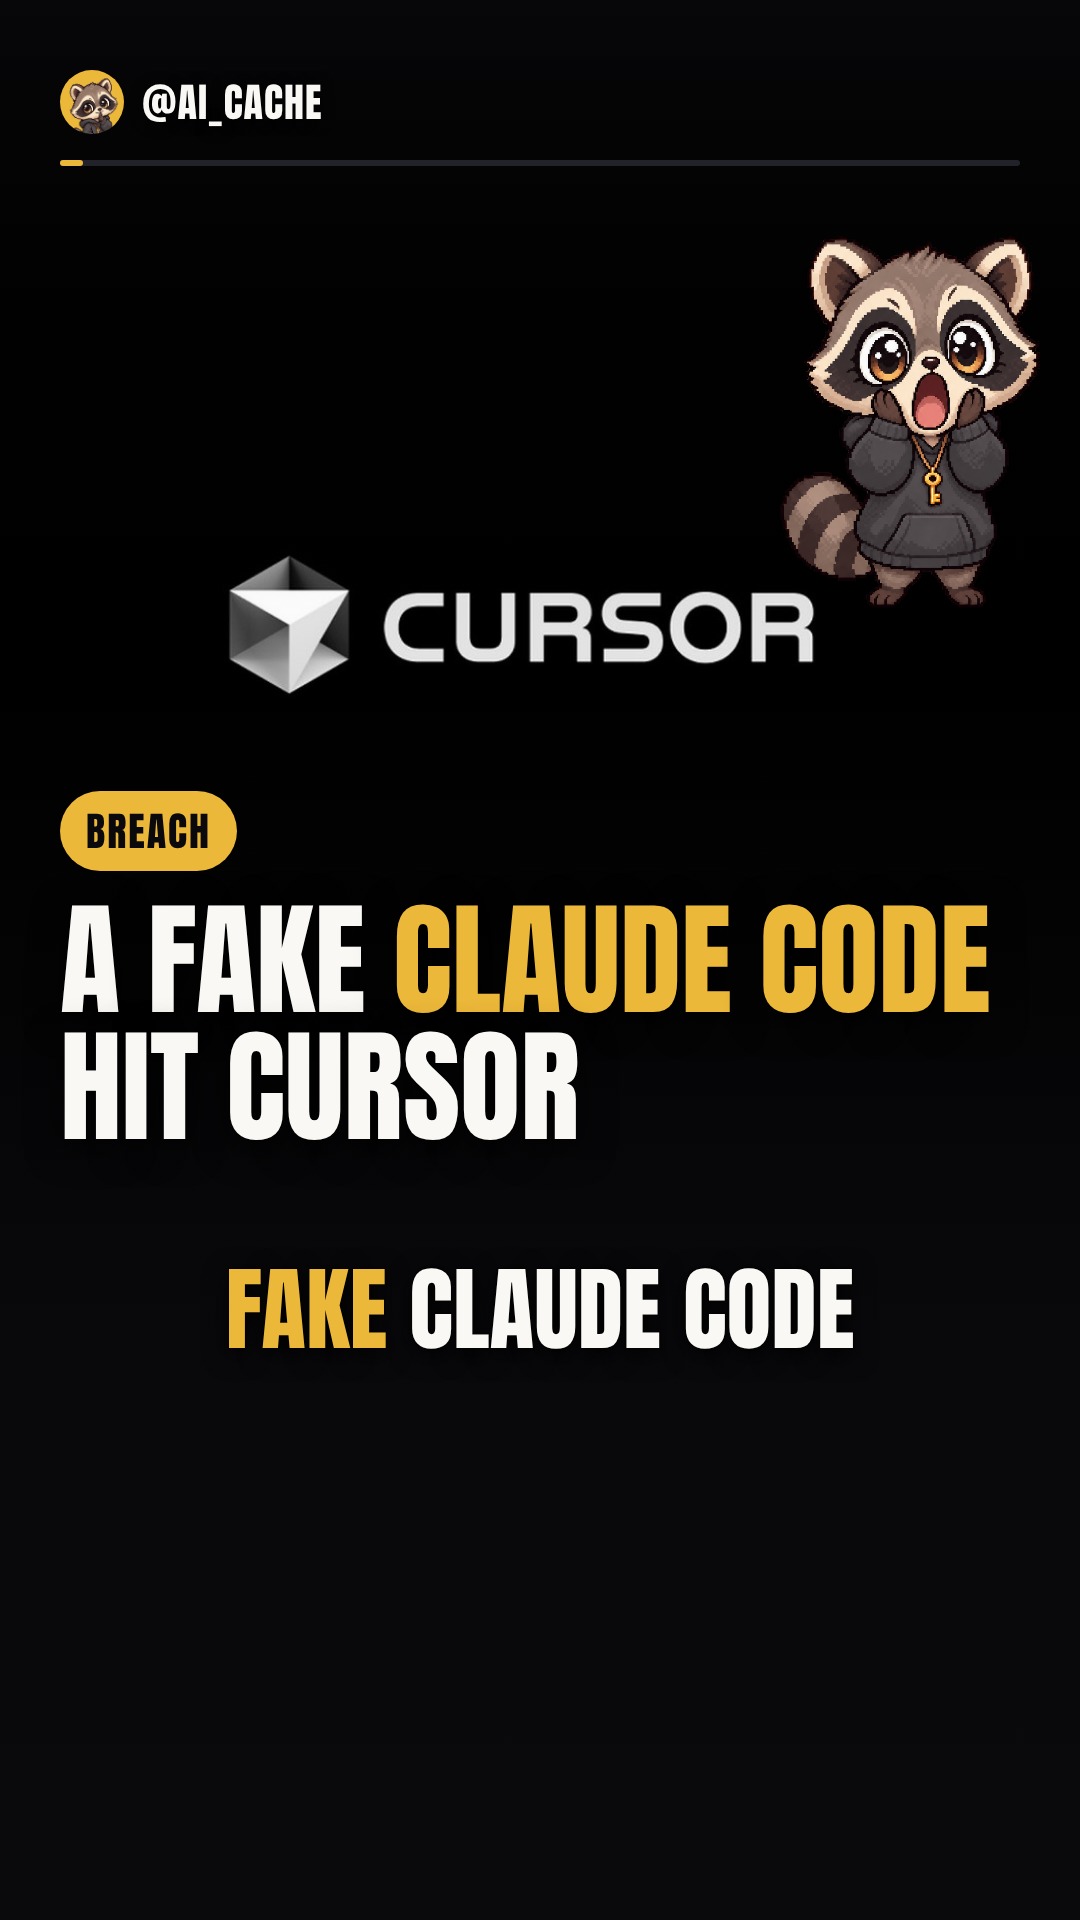 @AI_CACHE
CURSOR
BREACH
A FAKE CLAUDE CODE
HIT CURSOR
FAKE CLAUDE CODE